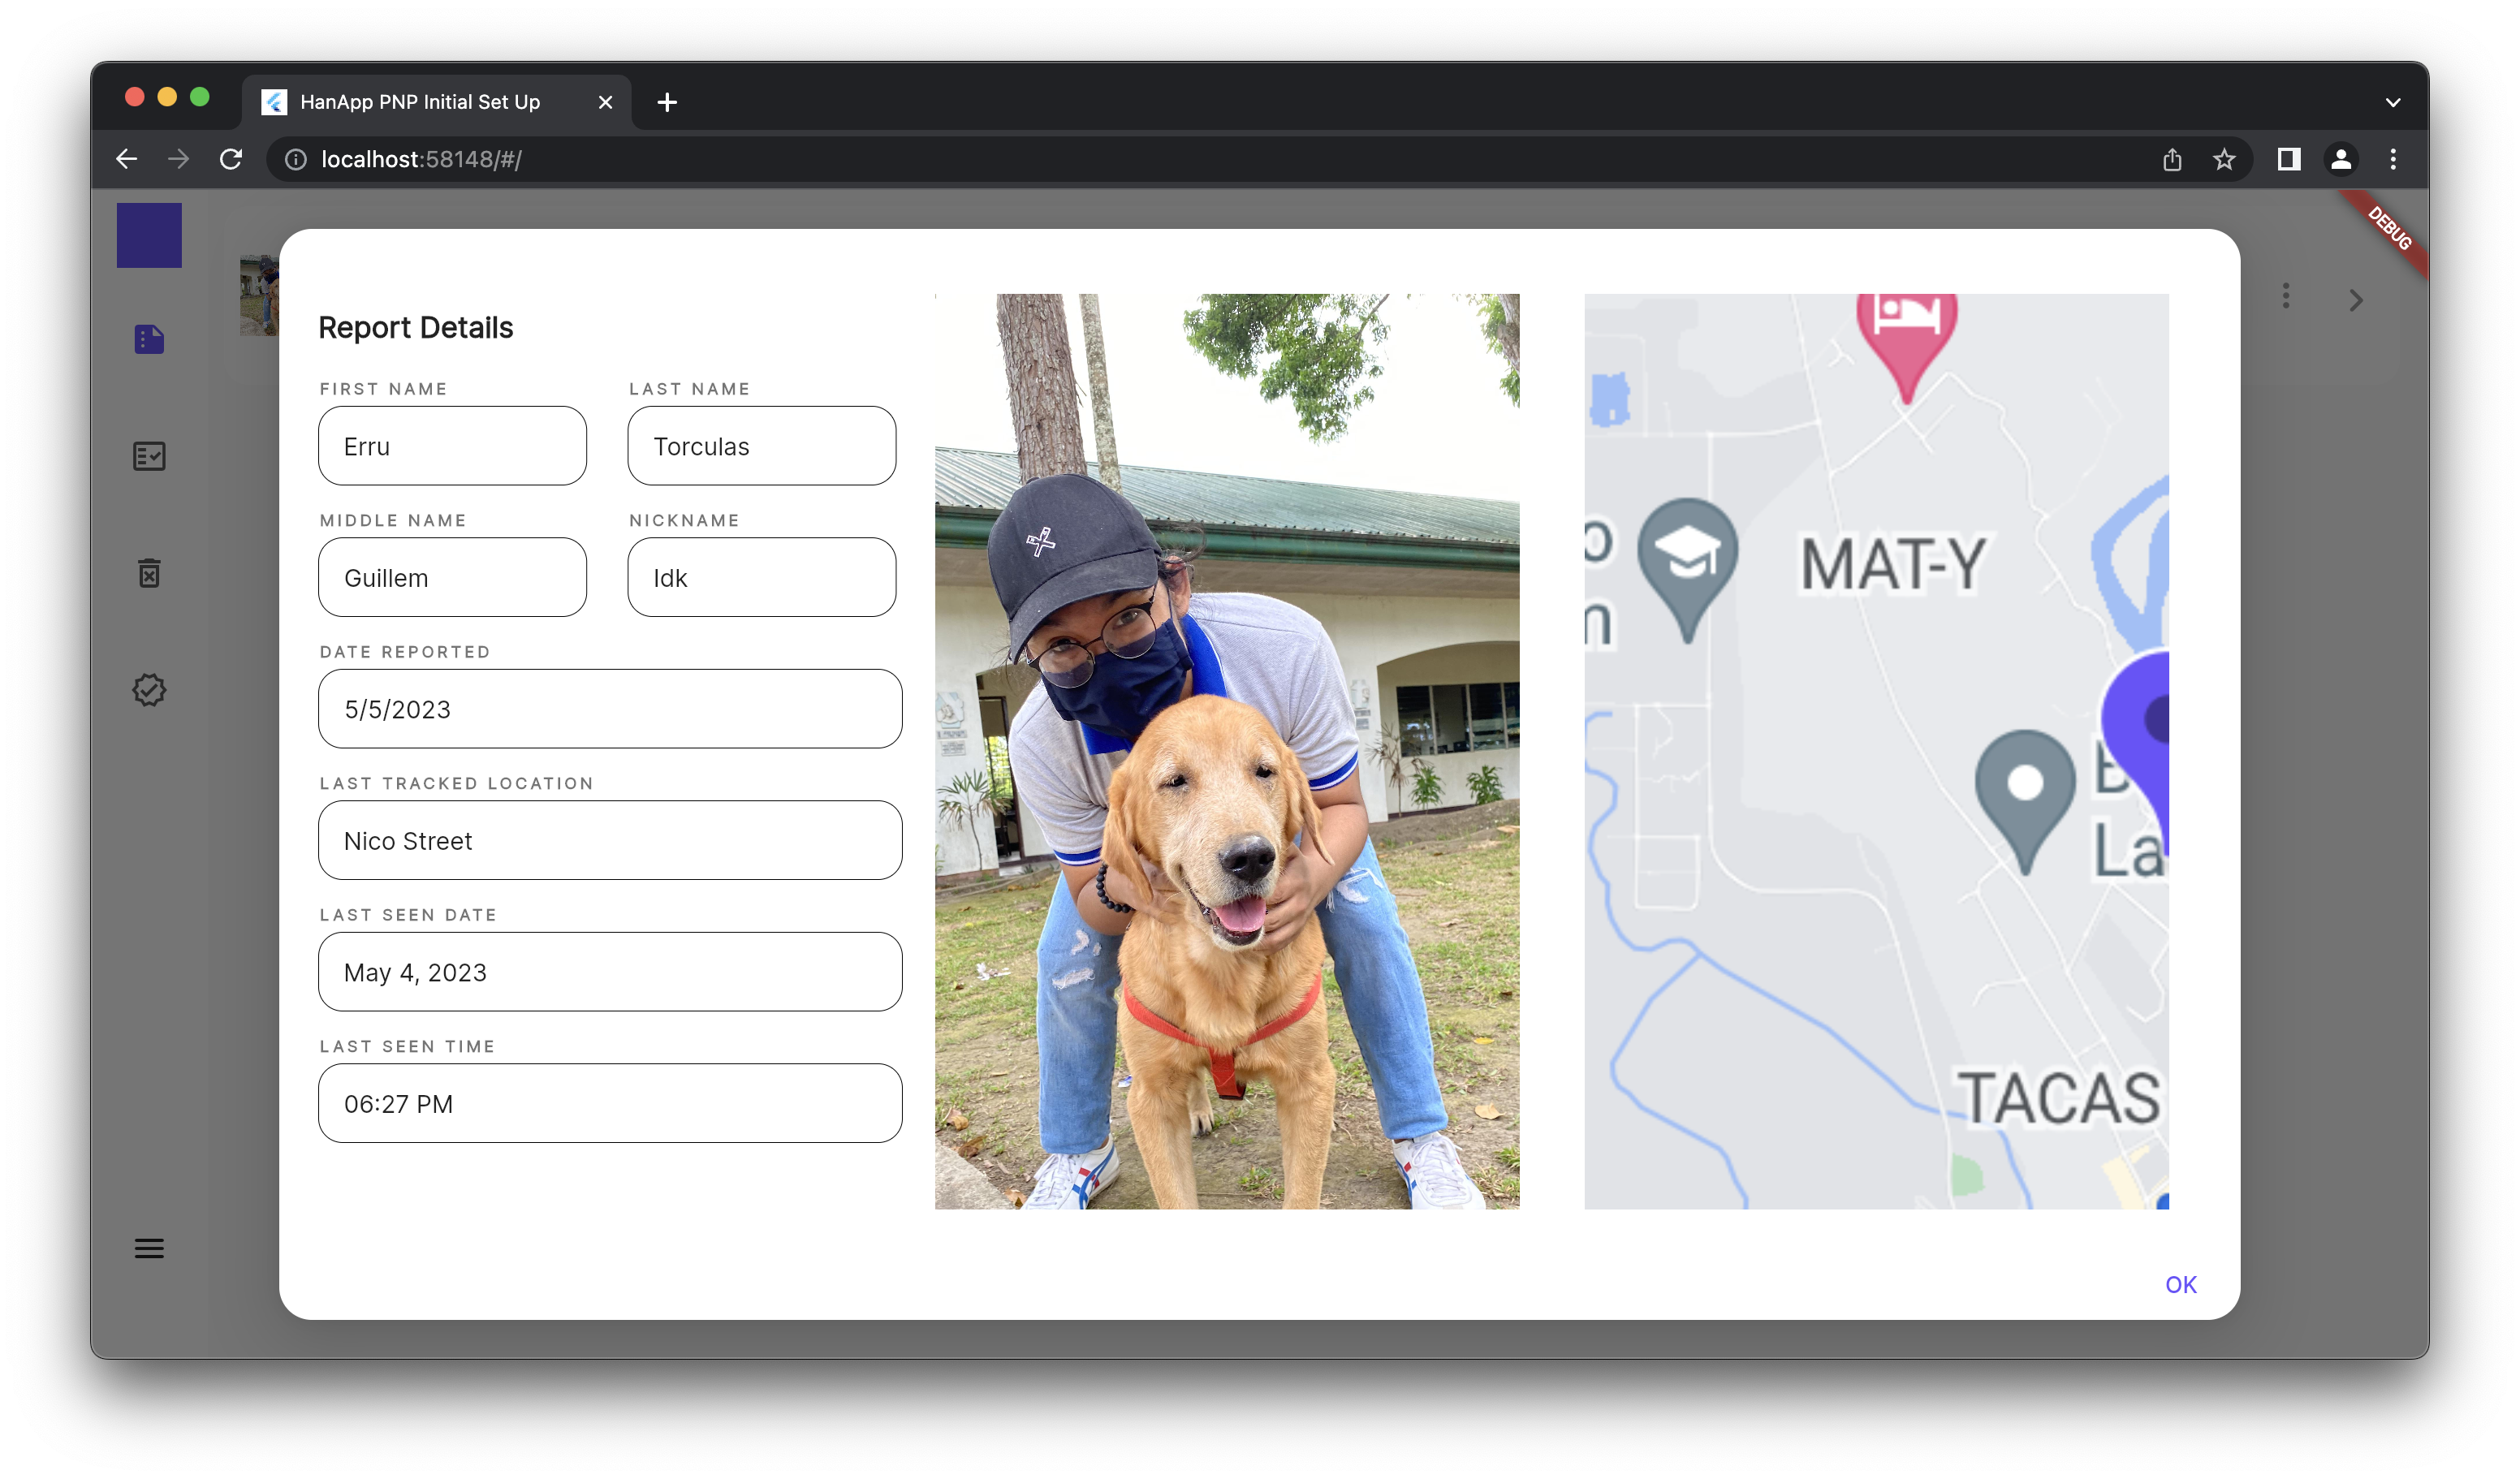 HanApp PNP Initial Set Up
localhost:58148/#/
DEBUG
Report Details
FIRST NAME
LAST NAME
Erru
Torculas
MIDDLE NAME
NICKNAME
Guillem
Idk
DATE REPORTED
5/5/2023
LAST TRACKED LOCATION
Nico Street
LAST SEEN DATE
May 4, 2023
LAST SEEN TIME
06:27 PM
MAT-Y
La
TACAS
OK